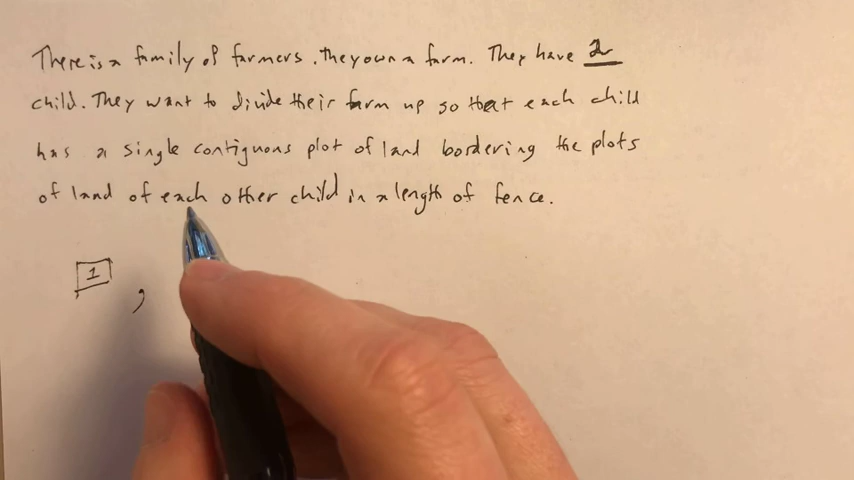 There is a family of farmers. They own a farm. They have 2
child. They want to divide their farm up so that each child
has a single contiguous plot of land bordering the plots
of land of each other child in a length of fence.
1 ,